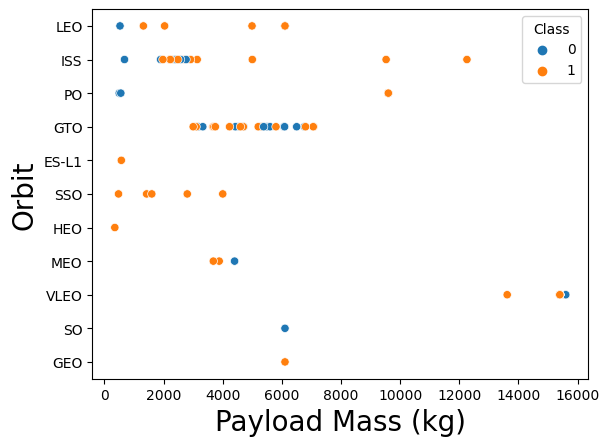 Class
0
1
LEO
ISS
PO
GTO
ES-L1
SSO
HEO
MEO
VLEO
SO
GEO
Orbit
0 2000 4000 6000 8000 10000 12000 14000 16000
Payload Mass (kg)